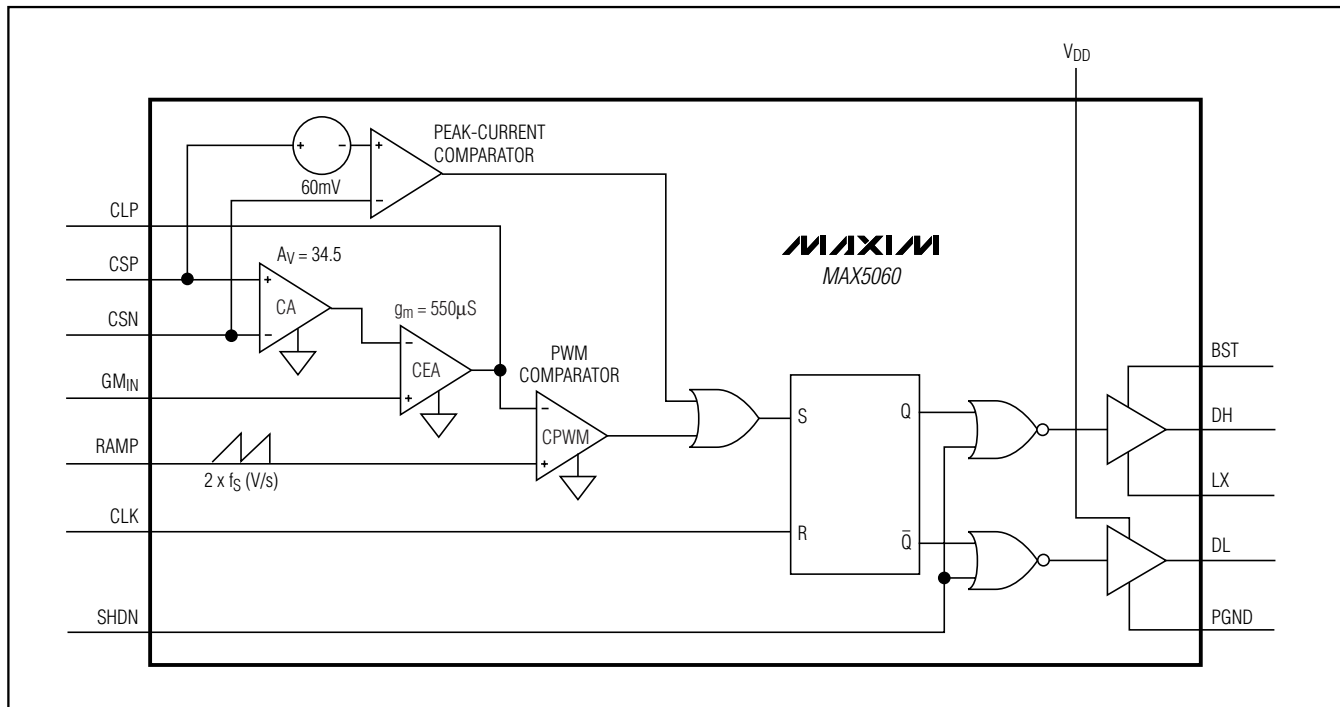 VDD
PEAK-CURRENT
COMPARATOR
+ −
+
−
60mV
CLP
AV = 34.5
MAXIM
MAX5060
CSP
+
CA
gm = 550µS
CSN
−
−
CEA
PWM
COMPARATOR
BST
GMIN
+
−
S
Q
DH
CPWM
RAMP
+
2 x fS (V/s)
LX
CLK
R
Q̅
DL
SHDN
PGND